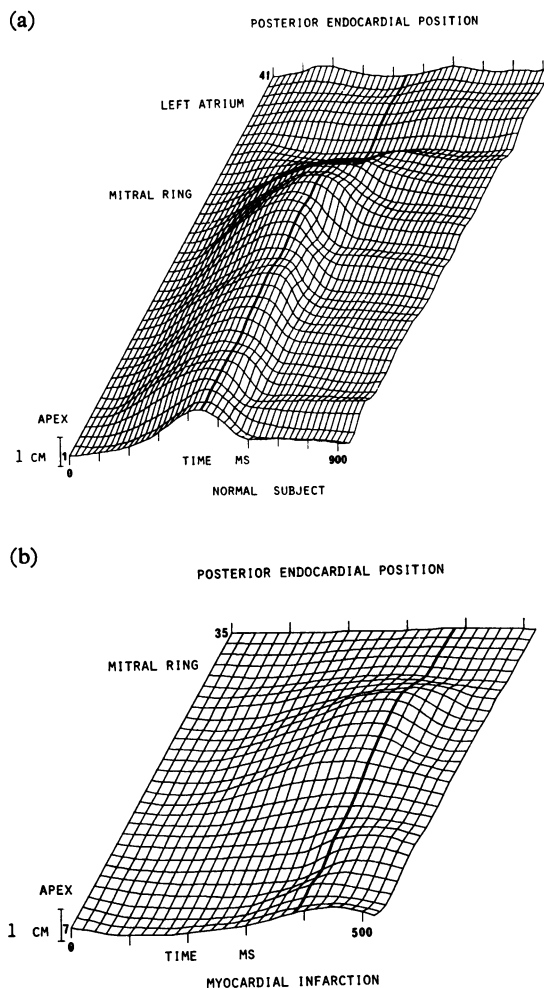 (a)
POSTERIOR ENDOCARDIAL POSITION
41
LEFT ATRIUM
MITRAL RING
APEX
1 CM 1
0 TIME MS 900
NORMAL SUBJECT
(b)
POSTERIOR ENDOCARDIAL POSITION
35
MITRAL RING
APEX
1 CM 7
0 TIME MS 500
MYOCARDIAL INFARCTION